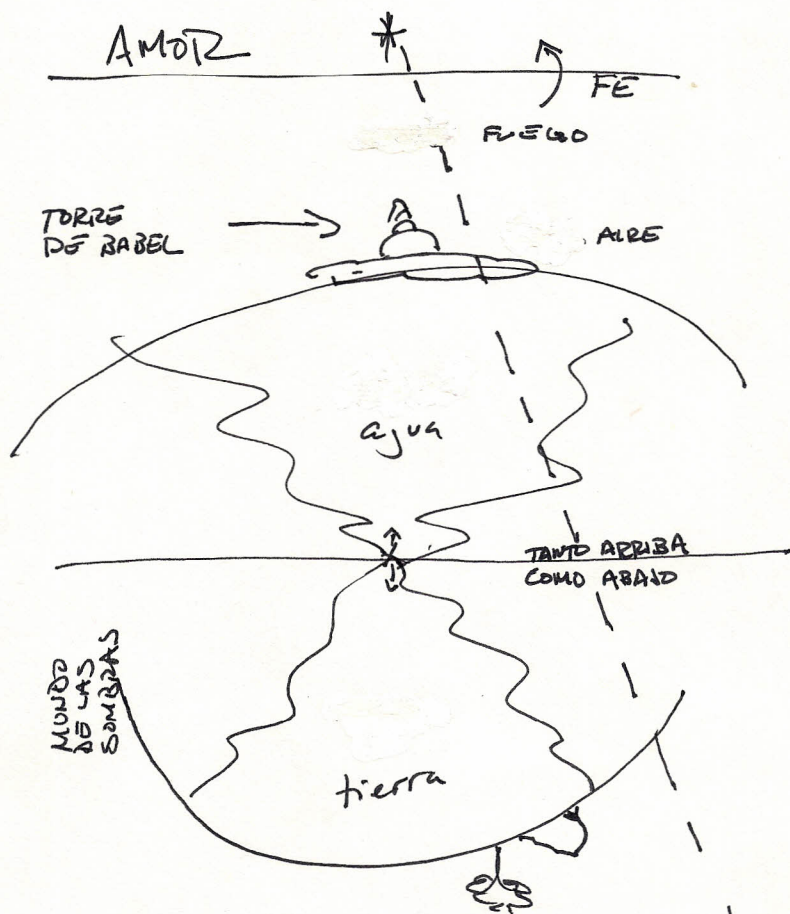 AMOR
FE
FUEGO
TORRE
DE BABEL
AIRE
agua
TANTO ARRIBA
COMO ABAJO
MUNDO
DE LAS
SOMBRAS
tierra